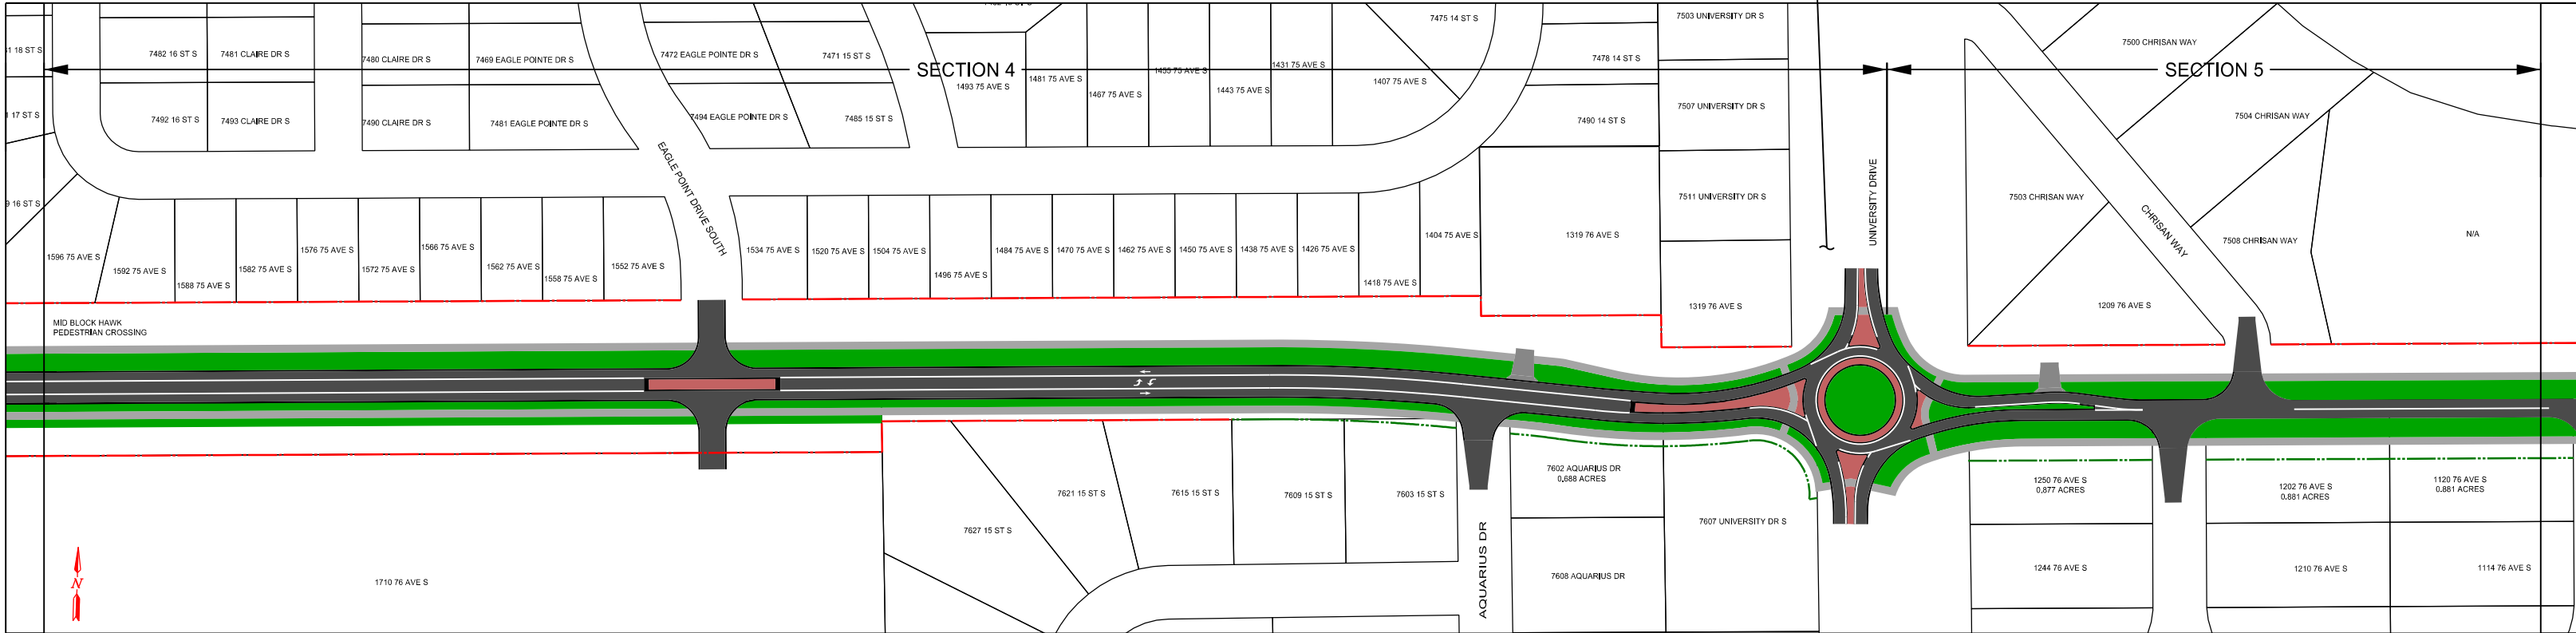 7475 14 ST S
7503 UNIVERSITY DR S
7482 16 ST S
7481 CLAIRE DR S
7480 CLAIRE DR S
7469 EAGLE POINTE DR S
7472 EAGLE POINTE DR S
7471 15 ST S
SECTION 4
1493 75 AVE S
1481 75 AVE S
1467 75 AVE S
1455 75 AVE S
1443 75 AVE S
1431 75 AVE S
1407 75 AVE S
7478 14 ST S
7500 CHRISAN WAY
SECTION 5
7492 16 ST S
7493 CLAIRE DR S
7490 CLAIRE DR S
7481 EAGLE POINTE DR S
7494 EAGLE POINTE DR S
7485 15 ST S
7490 14 ST S
7507 UNIVERSITY DR S
7504 CHRISAN WAY
EAGLE POINT DRIVE SOUTH
UNIVERSITY DRIVE
7511 UNIVERSITY DR S
7503 CHRISAN WAY
CHRISAN WAY
7508 CHRISAN WAY
N/A
1596 75 AVE S
1592 75 AVE S
1588 75 AVE S
1582 75 AVE S
1576 75 AVE S
1572 75 AVE S
1566 75 AVE S
1562 75 AVE S
1558 75 AVE S
1552 75 AVE S
1534 75 AVE S
1520 75 AVE S
1504 75 AVE S
1496 75 AVE S
1484 75 AVE S
1470 75 AVE S
1462 75 AVE S
1450 75 AVE S
1438 75 AVE S
1426 75 AVE S
1418 75 AVE S
1404 75 AVE S
1319 76 AVE S
1319 76 AVE S
1209 76 AVE S
MID BLOCK HAWK
PEDESTRIAN CROSSING
7627 15 ST S
7621 15 ST S
7615 15 ST S
7609 15 ST S
7603 15 ST S
AQUARIUS DR
7602 AQUARIUS DR
0.688 ACRES
7608 AQUARIUS DR
7607 UNIVERSITY DR S
1250 76 AVE S
0.877 ACRES
1202 76 AVE S
0.881 ACRES
1120 76 AVE S
0.881 ACRES
1244 76 AVE S
1210 76 AVE S
1114 76 AVE S
1710 76 AVE S
N